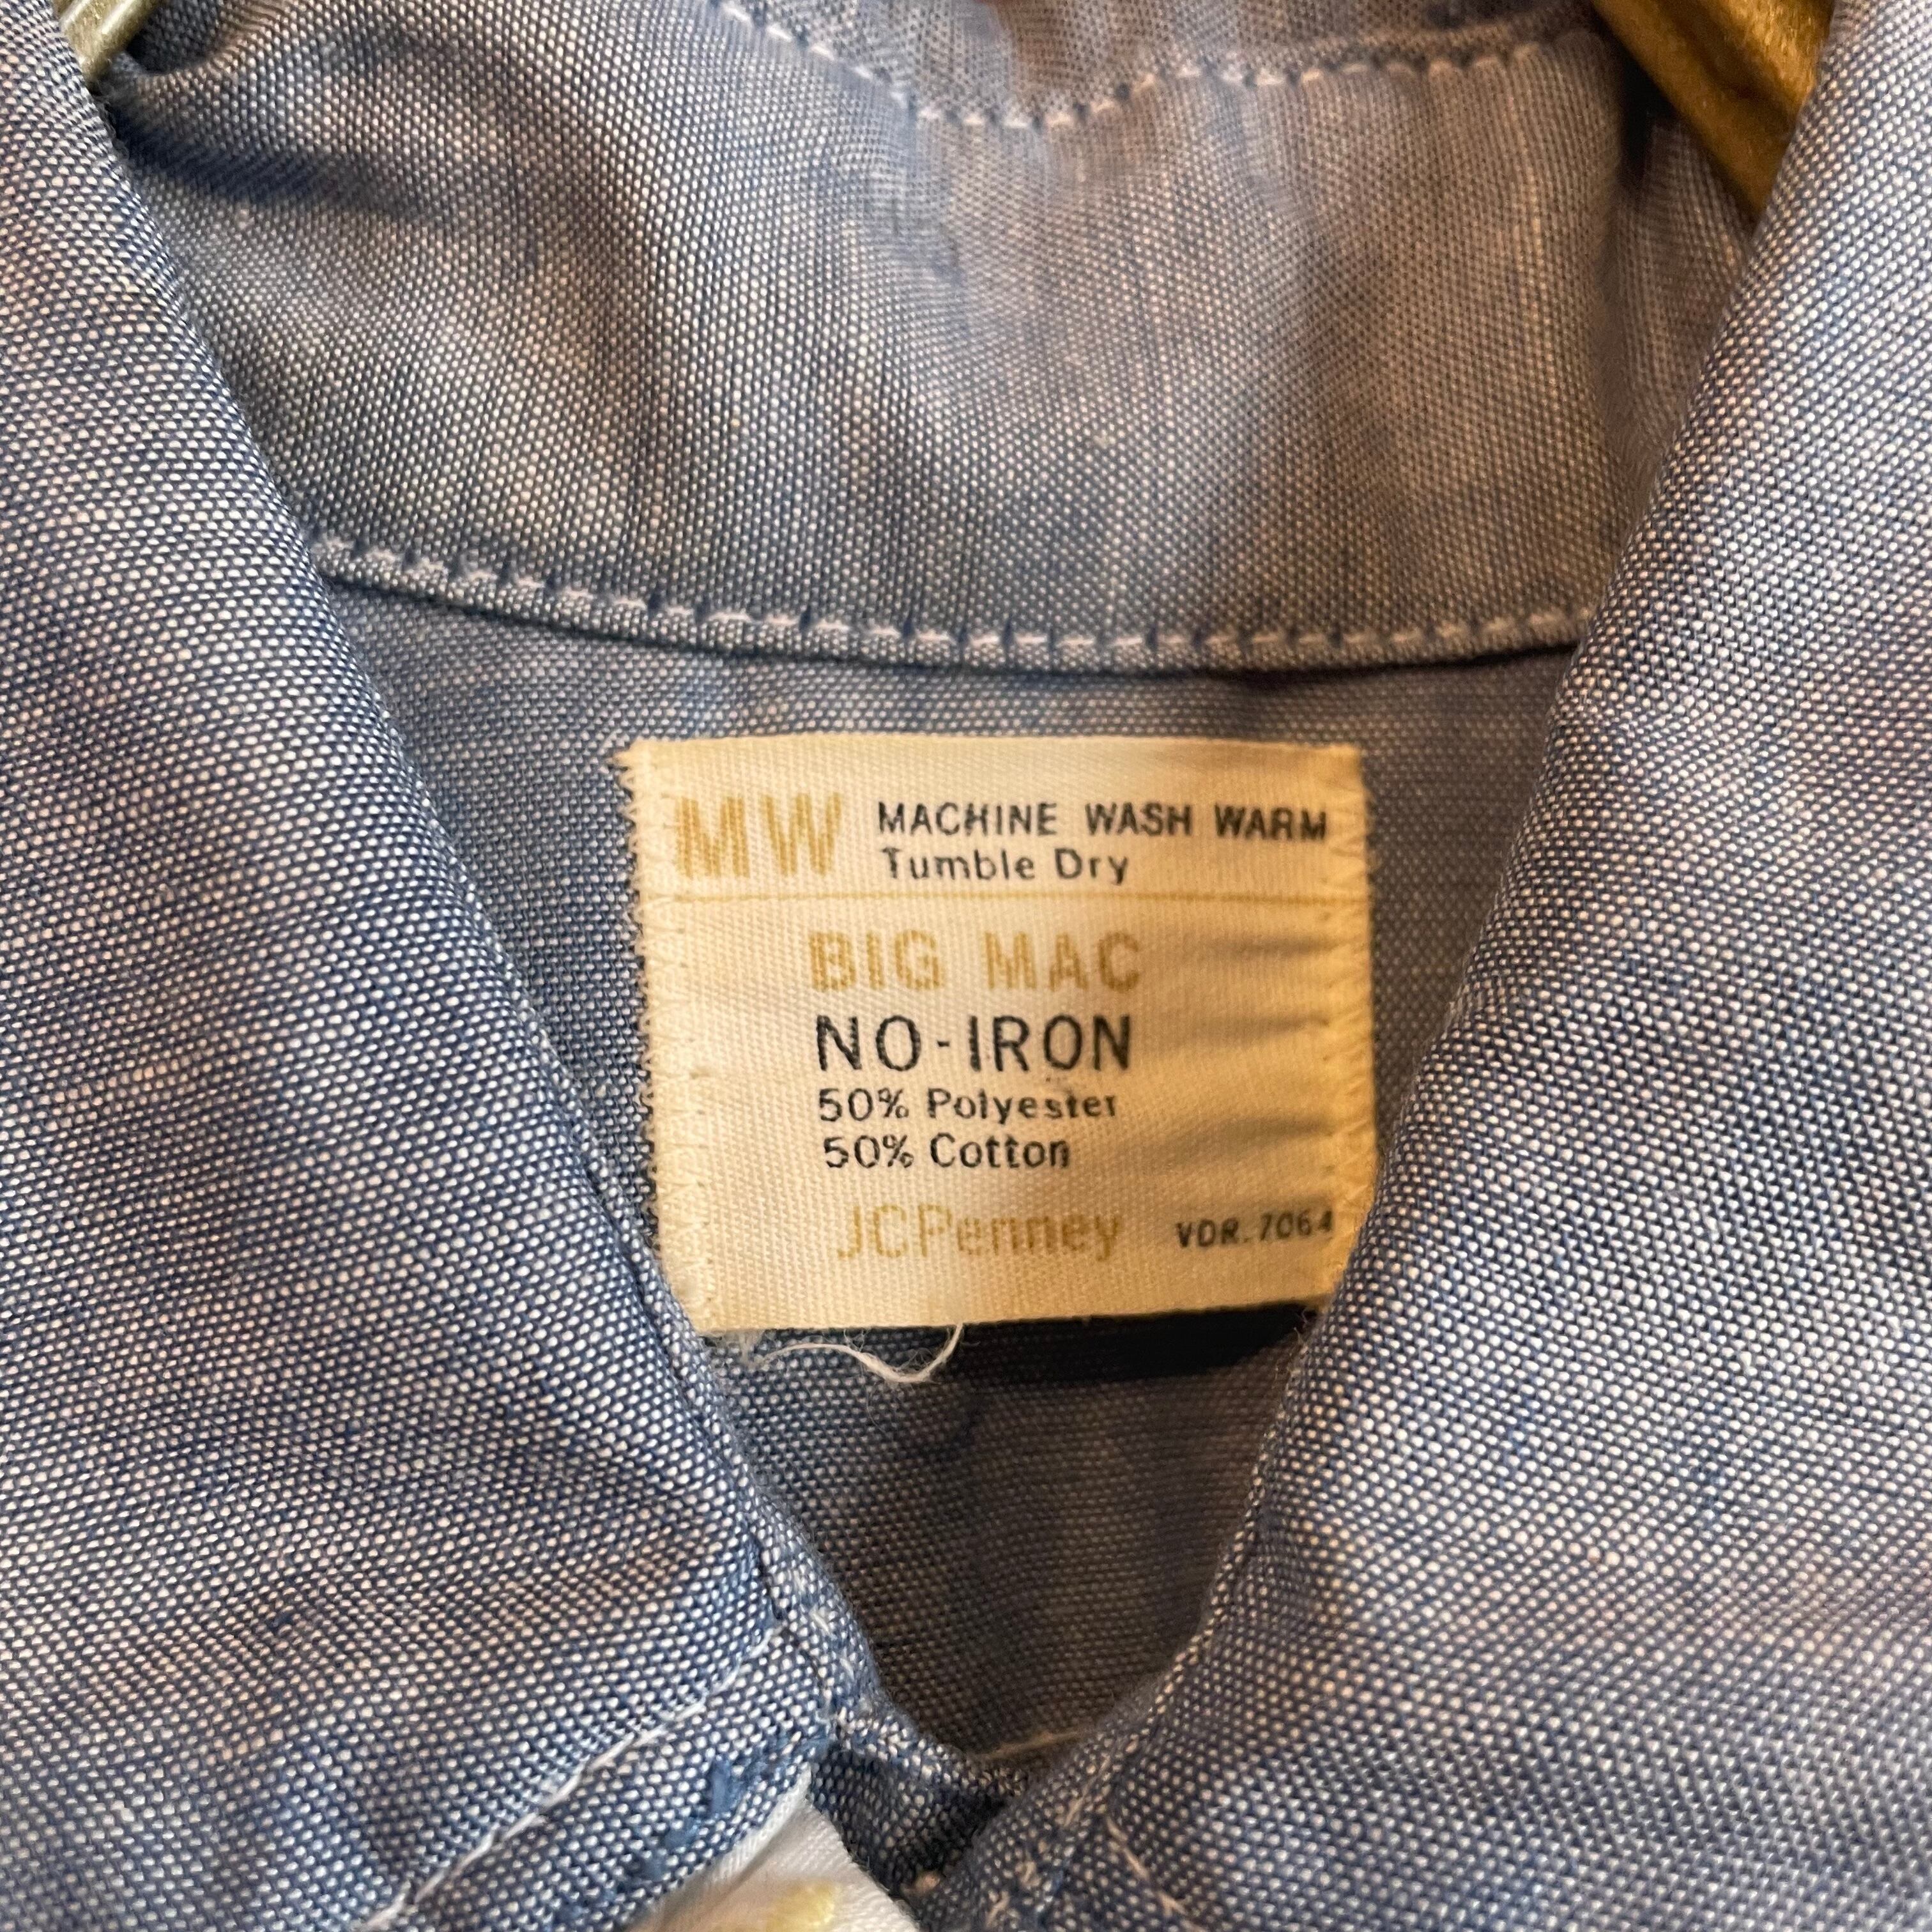 MW MACHINE WASH WARM
Tumble Dry
BIG MAC
NO-IRON
50% Polyester
50% Cotton
JCPenney VDR. 7064